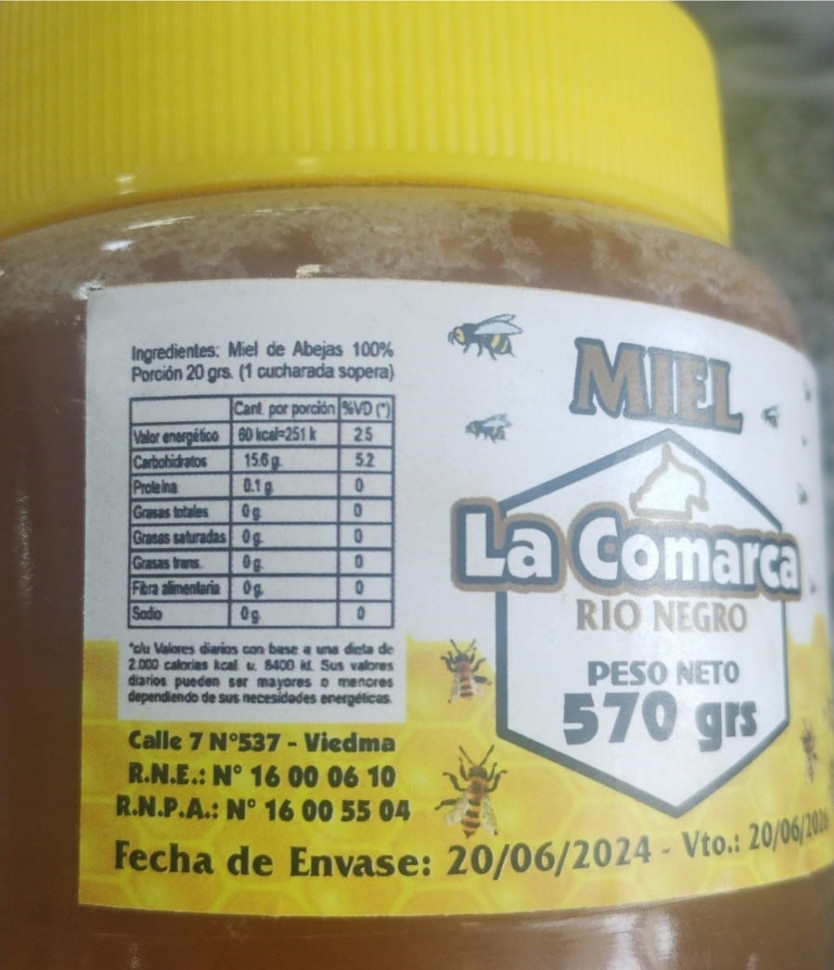 Ingredientes: Miel de Abejas 100%
Porción 20 grs. (1 cucharada sopera)
Cant. por porción %VD (*)
Valor energético 60 kcal=251 k 25
Carbohidratos 15.6 g. 5.2
Proteína 0.1 g. 0
Grasas totales 0 g. 0
Grasas saturadas 0 g. 0
Grasas trans. 0 g. 0
Fibra alimentaria 0 g. 0
Sodio 0 g. 0
Valores diarios con base a una dieta de
2.000 calorías kcal u. 8400 kl. Sus valores
diarios pueden ser mayores o menores
dependiendo de sus necesidades energéticas.
Calle 7 N°537 - Viedma
R.N.E.: N° 16 00 06 10
R.N.P.A.: N° 16 00 55 04
Fecha de Envase: 20/06/2024 - Vto.: 20/06/
MIEL
La Comarca
RIO NEGRO
PESO NETO
570 grs